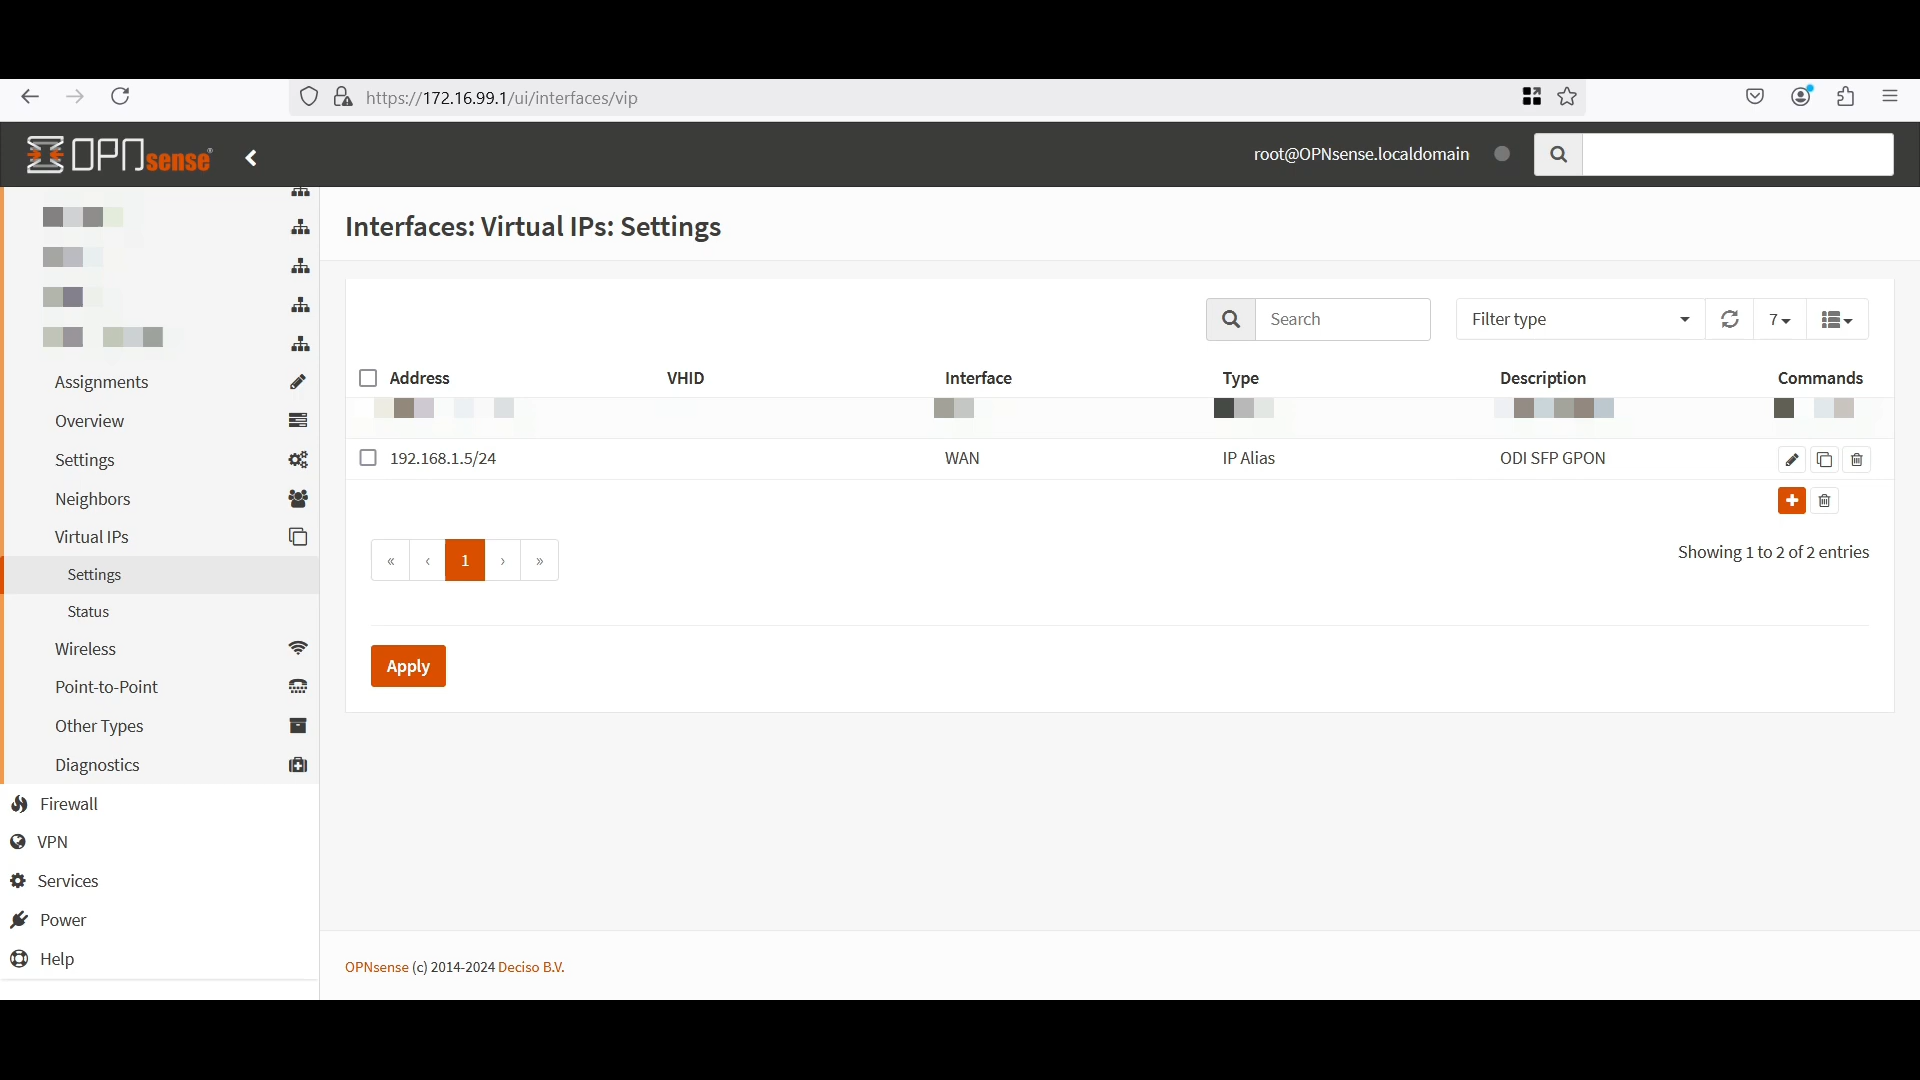 https://172.16.99.1/ui/interfaces/vip
OPNsense®
root@OPNsense.localdomain
Interfaces: Virtual IPs: Settings
Search
Filter type
7
Address VHID Interface Type Description Commands
192.168.1.5/24 WAN IP Alias ODI SFP GPON
« ‹ 1 › »
Showing 1 to 2 of 2 entries
Apply
Assignments
Overview
Settings
Neighbors
Virtual IPs
Settings
Status
Wireless
Point-to-Point
Other Types
Diagnostics
Firewall
VPN
Services
Power
Help
OPNsense (c) 2014-2024 Deciso B.V.